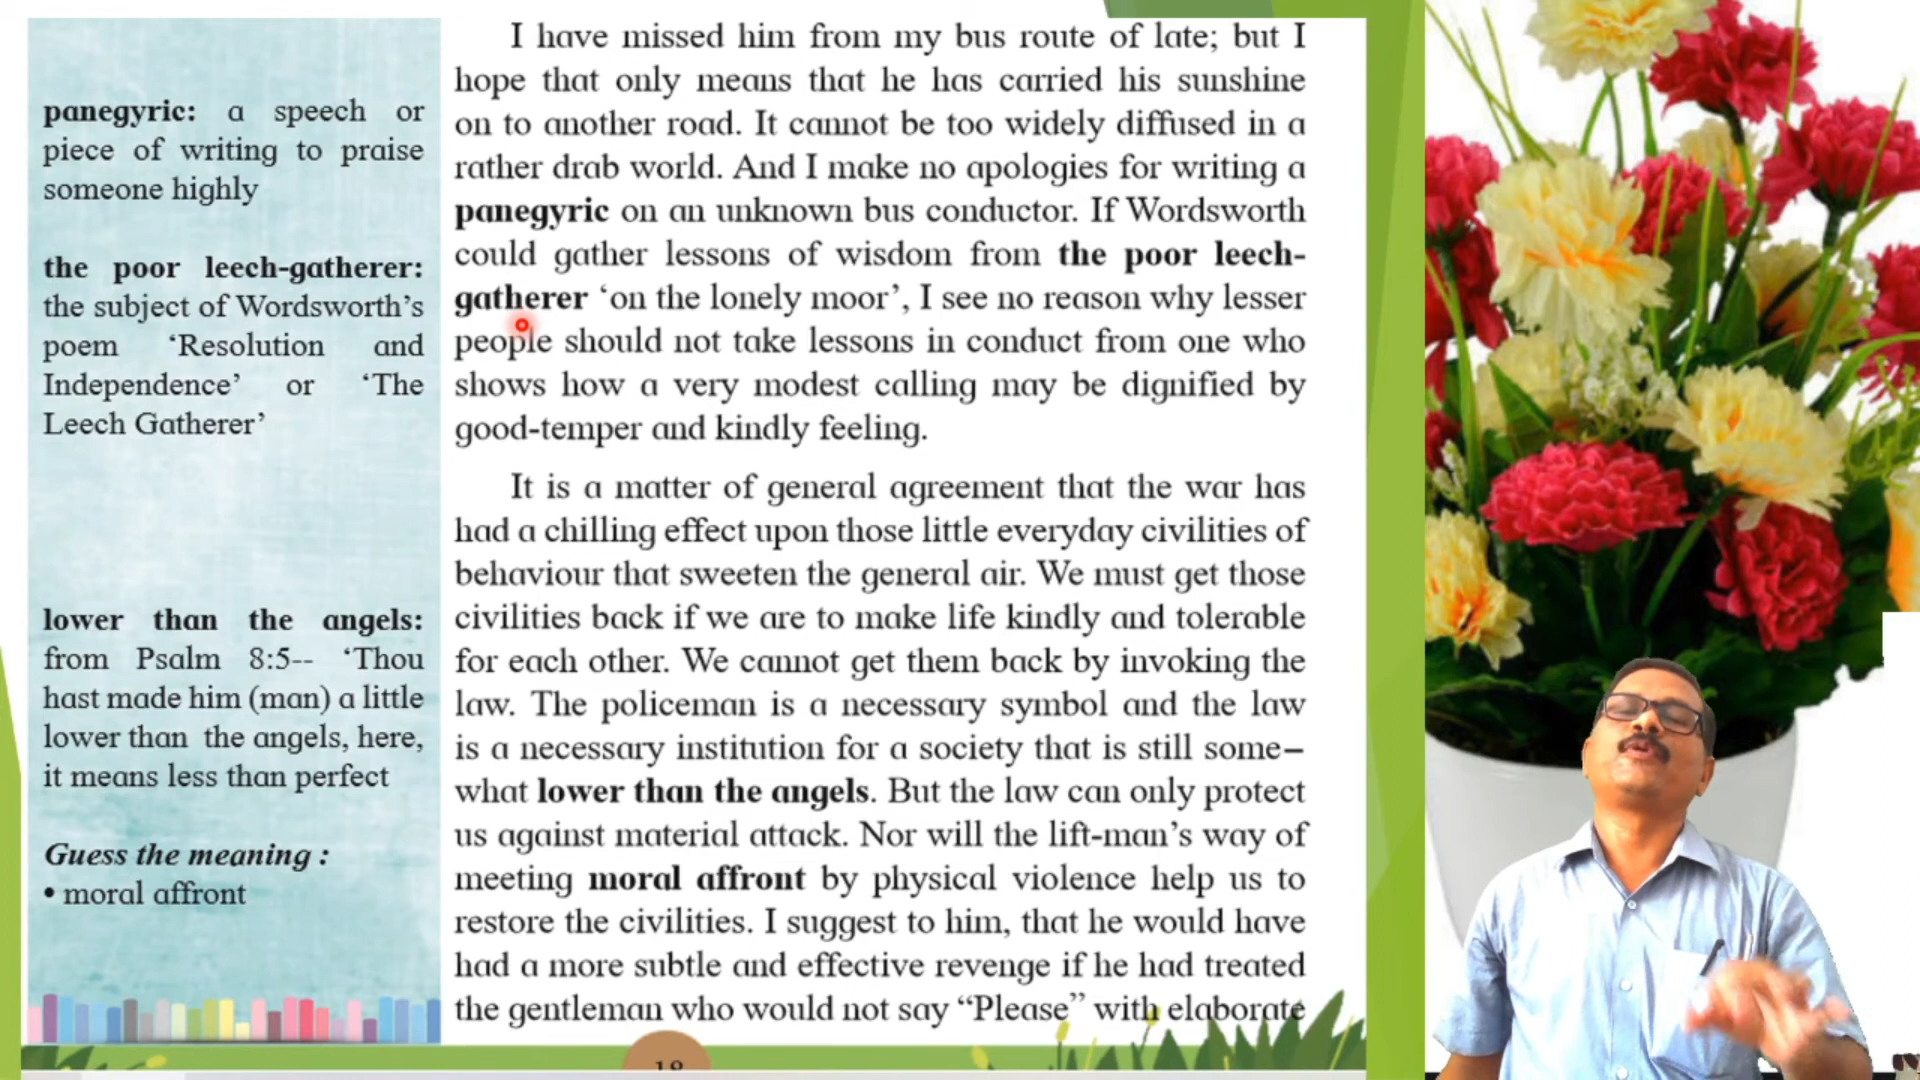 panegyric: a speech or
piece of writing to praise
someone highly
the poor leech-gatherer:
the subject of Wordsworth's
poem 'Resolution and
Independence' or 'The
Leech Gatherer'
lower than the angels:
from Psalm 8:5-- 'Thou
hast made him (man) a little
lower than the angels, here,
it means less than perfect
Guess the meaning :
• moral affront
I have missed him from my bus route of late; but I
hope that only means that he has carried his sunshine
on to another road. It cannot be too widely diffused in a
rather drab world. And I make no apologies for writing a
panegyric on an unknown bus conductor. If Wordsworth
could gather lessons of wisdom from the poor leech-
gatherer 'on the lonely moor', I see no reason why lesser
people should not take lessons in conduct from one who
shows how a very modest calling may be dignified by
good-temper and kindly feeling.
It is a matter of general agreement that the war has
had a chilling effect upon those little everyday civilities of
behaviour that sweeten the general air. We must get those
civilities back if we are to make life kindly and tolerable
for each other. We cannot get them back by invoking the
law. The policeman is a necessary symbol and the law
is a necessary institution for a society that is still some–
what lower than the angels. But the law can only protect
us against material attack. Nor will the lift-man's way of
meeting moral affront by physical violence help us to
restore the civilities. I suggest to him, that he would have
had a more subtle and effective revenge if he had treated
the gentleman who would not say "Please" with elaborate
18